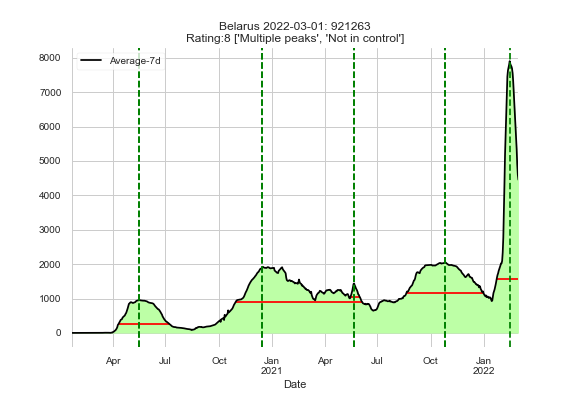 Belarus 2022-03-01: 921263
Rating:8 ['Multiple peaks', 'Not in control']
Average-7d
8000
7000
6000
5000
4000
3000
2000
1000
0
Apr Jul Oct Jan Apr Jul Oct Jan
2021 2022
Date